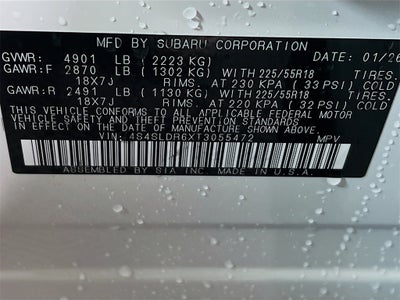 MFD BY SUBARU CORPORATION 01/26
GVWR: 4901 LB (2223 KG)
GAWR:F 2870 LB (1302 KG) WITH 225/55R18 TIRES.
18X7J RIMS.AT 230 KPA (33 PSI) COLD
GAWR:R 2491 LB (1130 KG) WITH 225/55R18 TIRES.
18X7J RIMS.AT 220 KPA (32 PSI) COLD
THIS VEHICLE CONFORMS TO ALL APPLICABLE FEDERAL MOTOR
VEHICLE SAFETY AND THEFT PREVENTION STANDARDS IN EFFECT
ON THE DATE OF MANUFACTURE SHOWN ABOVE.
VIN: 4S4SLDR6XT3055472 MPV
ASSEMBLED BY SIA INC. MADE IN U.S.A.